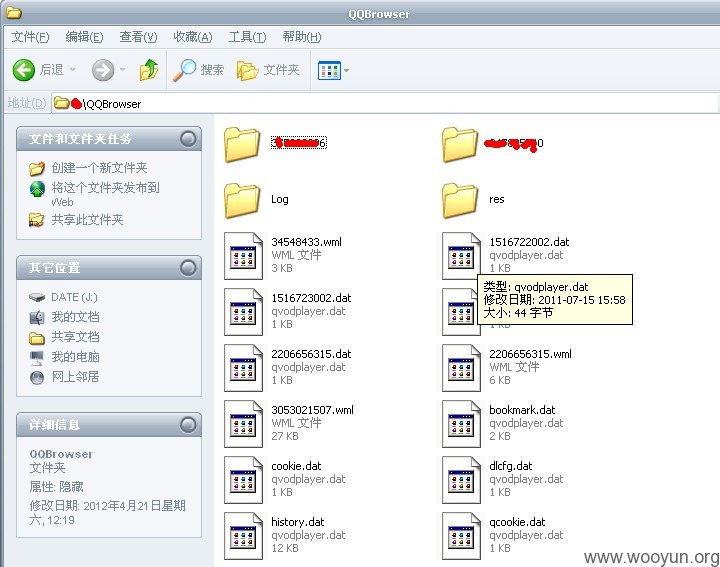 QQBrowser
文件(F) 编辑(E) 查看(V) 收藏(A) 工具(T) 帮助(H)
后退 搜索 文件夹
地址(D) \QQBrowser
文件和文件夹任务
创建一个新文件夹
将这个文件夹发布到
Web
共享此文件夹
其它位置
DATE (J:)
我的文档
共享文档
我的电脑
网上邻居
详细信息
QQBrowser
文件夹
属性: 隐藏
修改日期: 2012年4月21日星期
六, 12:19
Log
res
34548433.wml
WML 文件
3 KB
1516722002.dat
qvodplayer.dat
1 KB
类型: qvodplayer.dat
修改日期: 2011-07-15 15:58
大小: 44 字节
1516723002.dat
qvodplayer.dat
1 KB
2206656315.dat
qvodplayer.dat
1 KB
2206656315.wml
WML 文件
6 KB
3053021507.wml
WML 文件
27 KB
bookmark.dat
qvodplayer.dat
2 KB
cookie.dat
qvodplayer.dat
1 KB
dlcfg.dat
qvodplayer.dat
1 KB
history.dat
qvodplayer.dat
12 KB
qcookie.dat
qvodplayer.dat
1 KB
www.wooyun.org